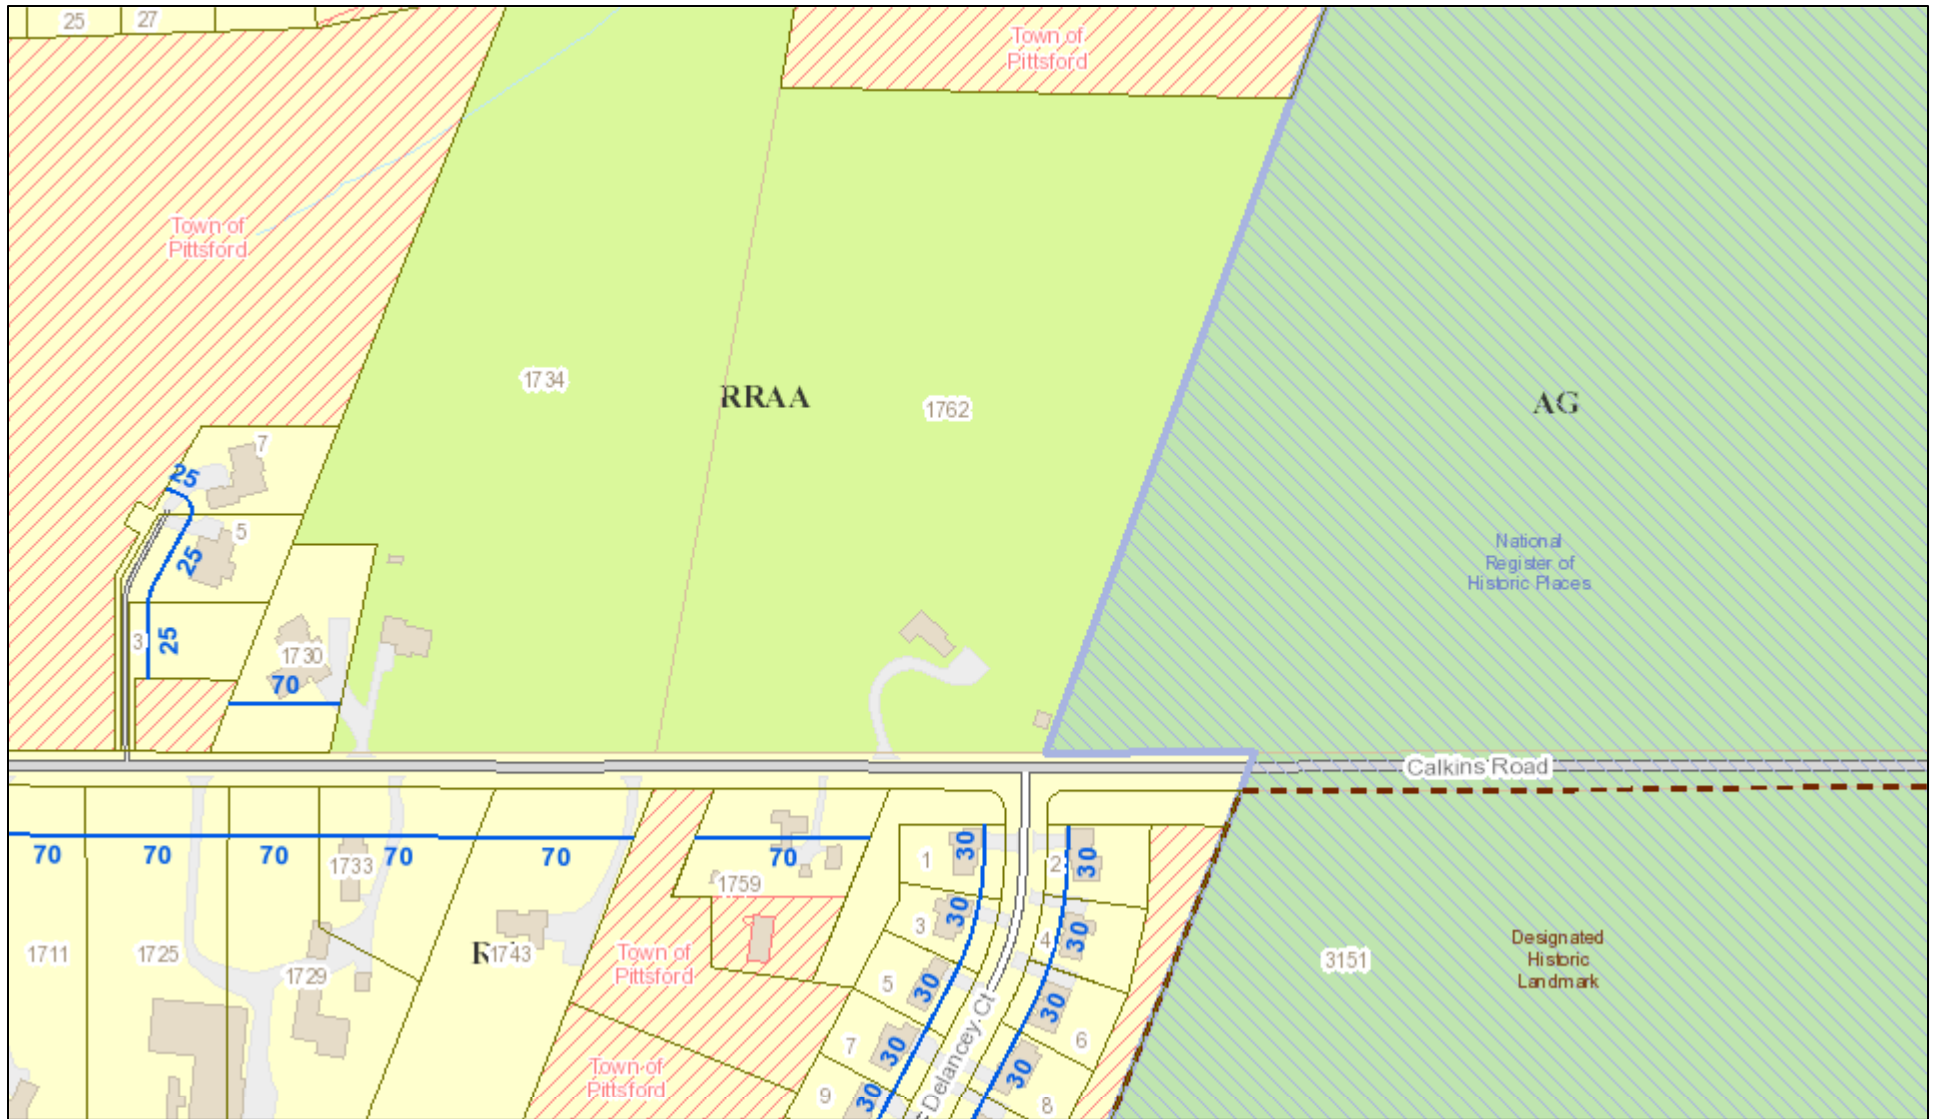 25
27
Town of
Pittsford
Town of
Pittsford
1734
RRAA
1762
AG
7
25
5
25
3
25
1730
70
National
Register of
Historic Places
Calkins Road
70
70
70
70
70
70
1733
1759
1
30
2
30
3
30
4
30
1711
1725
1729
1743
Town of
Pittsford
5
30
30
6
3151
Designated
Historic
Landmark
7
30
30
Town of
Pittsford
9
30
Delancey Ct
8